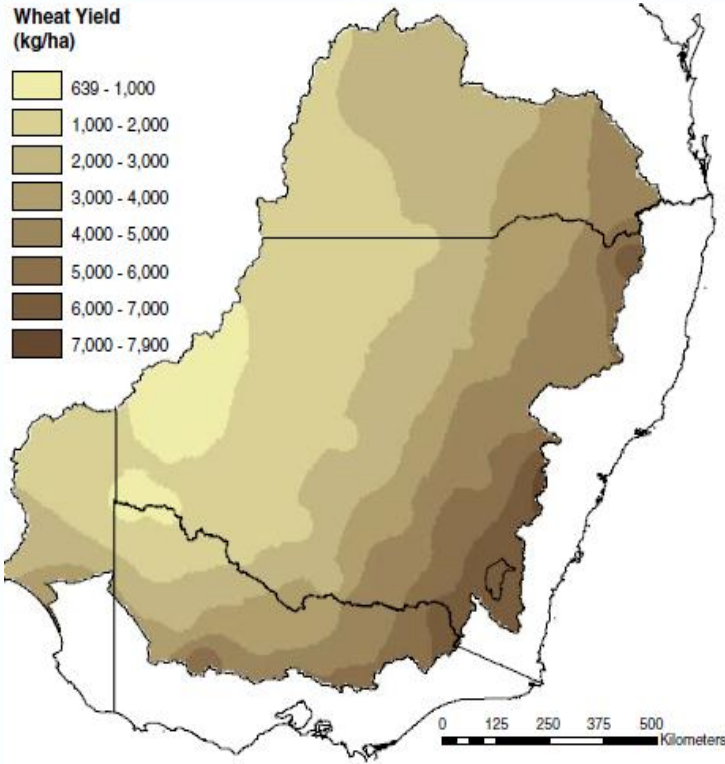 Wheat Yield
(kg/ha)
639 - 1,000
1,000 - 2,000
2,000 - 3,000
3,000 - 4,000
4,000 - 5,000
5,000 - 6,000
6,000 - 7,000
7,000 - 7,900
0 125 250 375 500
Kilometers